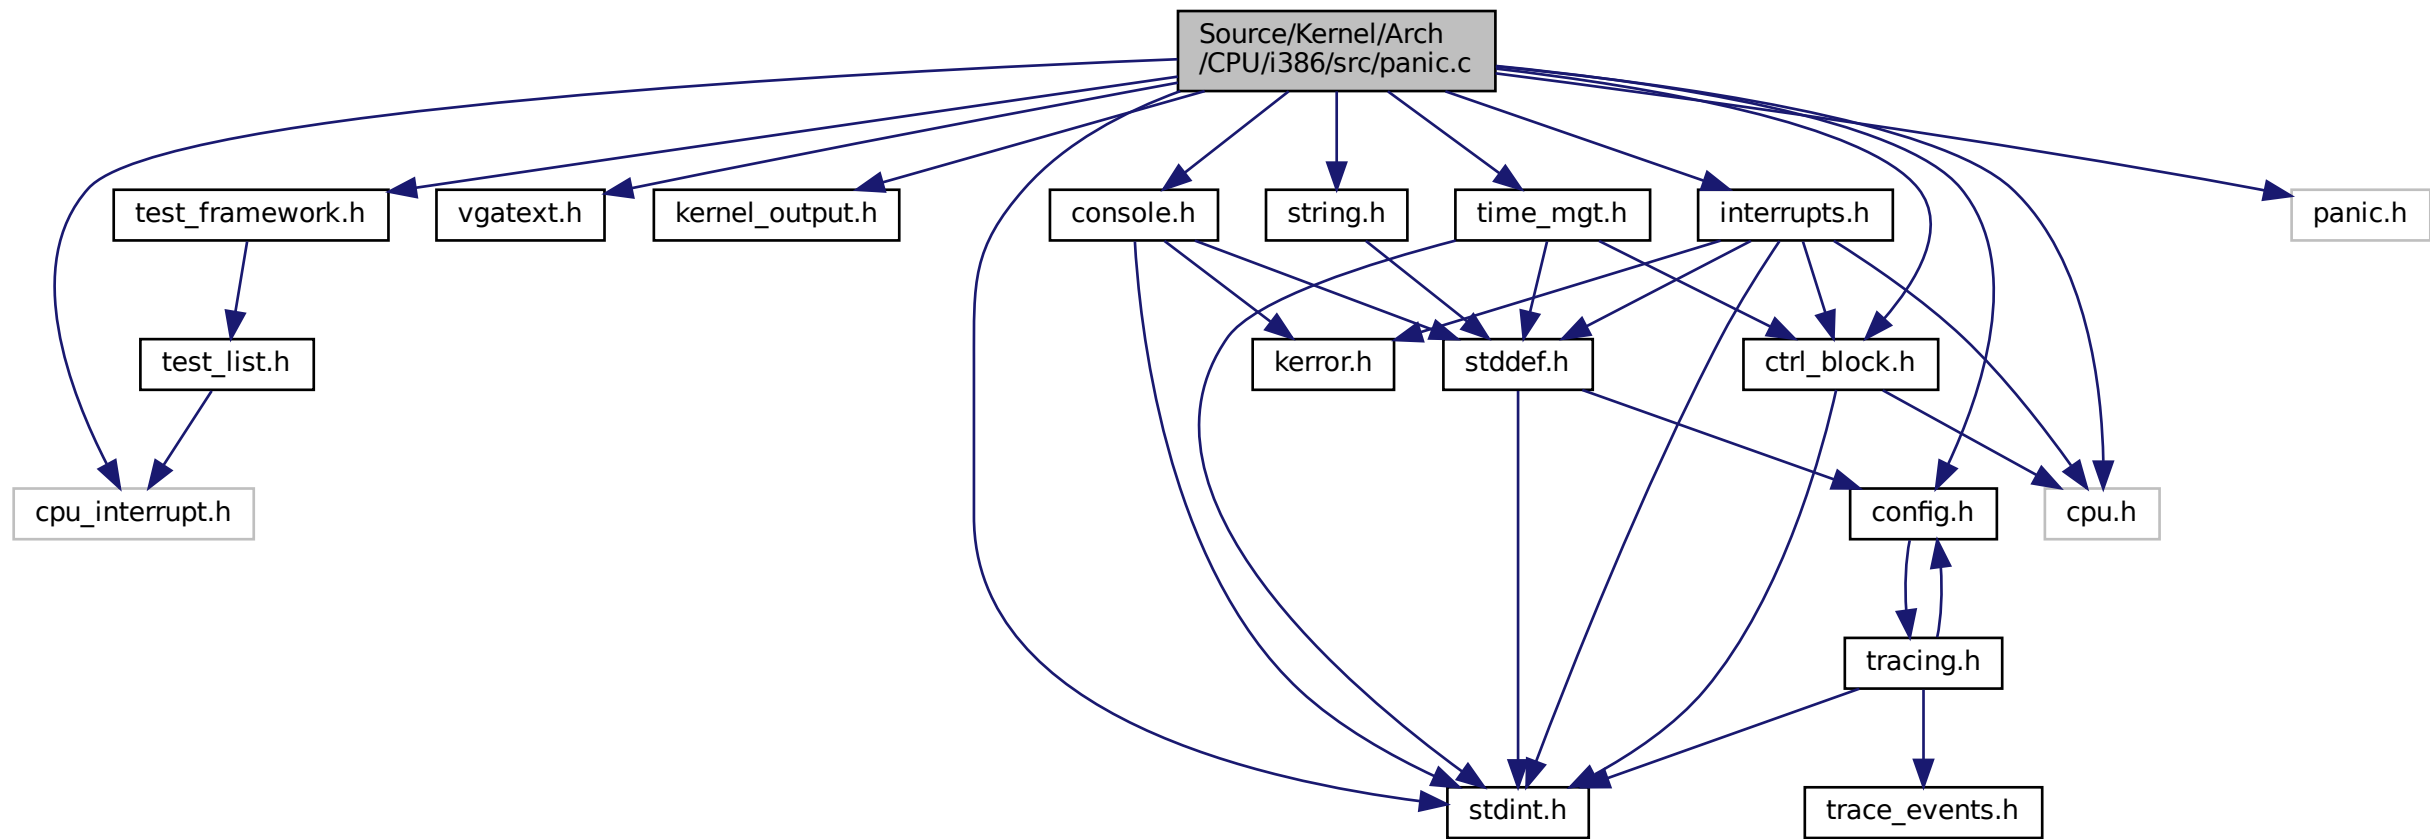 Source/Kernel/Arch
/CPU/i386/src/panic.c
test_framework.h
vgatext.h
kernel_output.h
console.h
string.h
time_mgt.h
interrupts.h
panic.h
test_list.h
kerror.h
stddef.h
ctrl_block.h
cpu_interrupt.h
config.h
cpu.h
tracing.h
stdint.h
trace_events.h